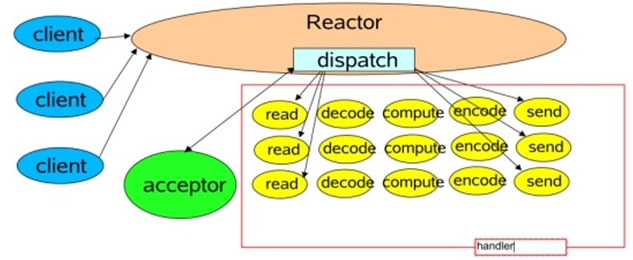 Reactor
client
dispatch
client
read decode compute encode send
read decode compute encode send
client
acceptor
read decode compute encode send
handler